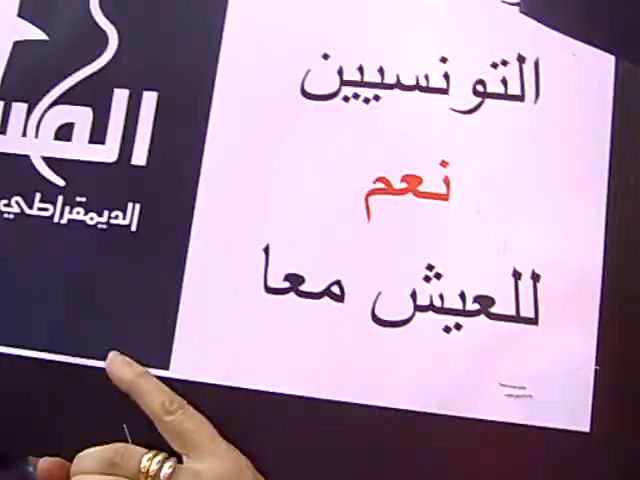 التونسيين
نعم
للعيش معا
الديمقراطي